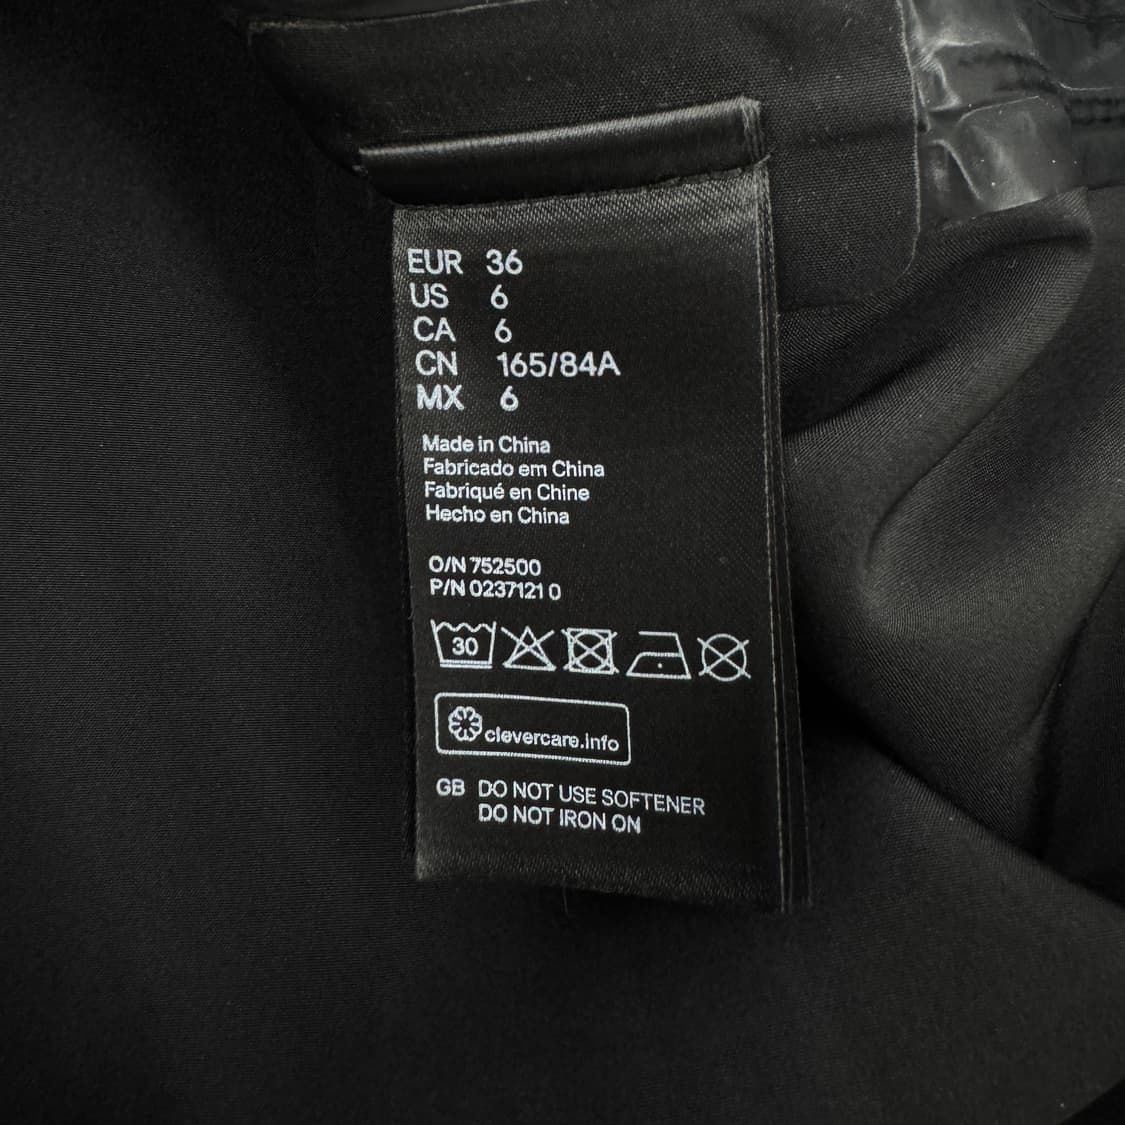 EUR 36
US 6
CA 6
CN 165/84A
MX 6
Made in China
Fabricado em China
Fabriqué en Chine
Hecho en China
O/N 752500
P/N 0237121 0
30
clevercare.info
GB DO NOT USE SOFTENER
DO NOT IRON ON